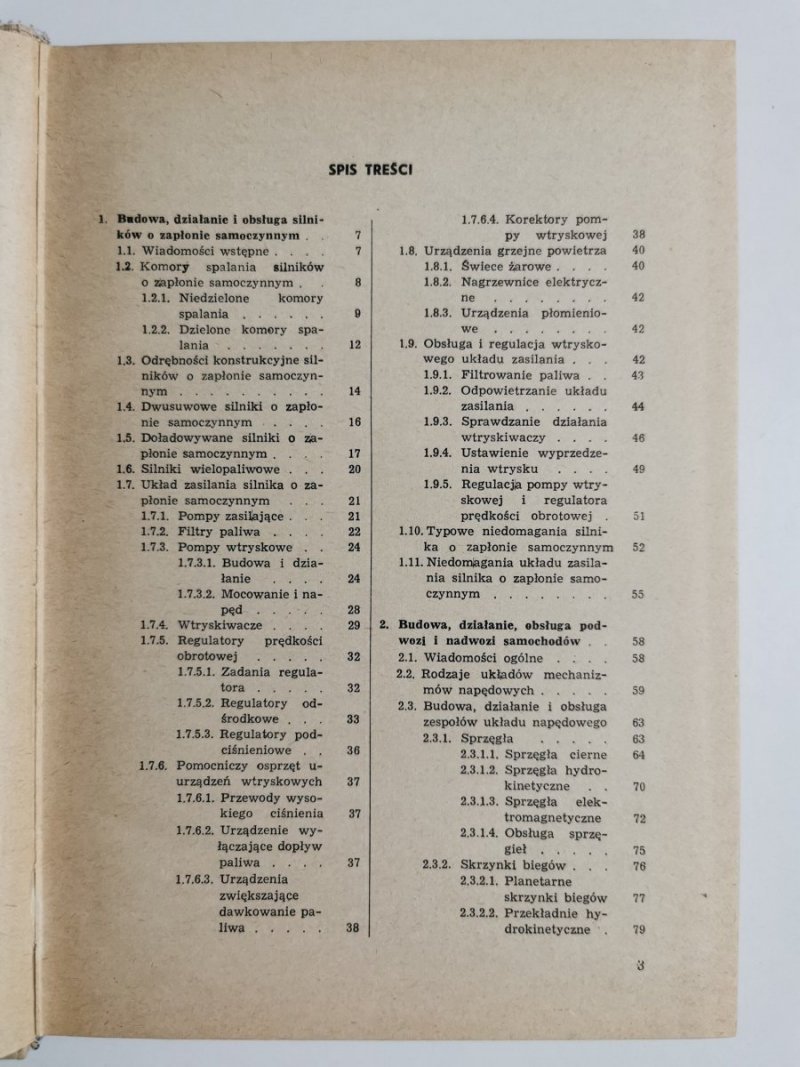 SPIS TREŚCI
1. Budowa, działanie i obsługa silni-
ków o zapłonie samoczynnym . . 7
1.1. Wiadomości wstępne . . . . 7
1.2. Komory spalania silników
o zapłonie samoczynnym . . 8
1.2.1. Niedzielone komory
spalania . . . . . . 9
1.2.2. Dzielone komory spa-
lania . . . . . . . 12
1.3. Odrębności konstrukcyjne sil-
ników o zapłonie samoczyn-
nym . . . . . . . . . . 14
1.4. Dwusuwowe silniki o zapło-
nie samoczynnym . . . . 16
1.5. Doładowywane silniki o za-
płonie samoczynnym . . . . 17
1.6. Silniki wielopaliwowe . . . 20
1.7. Układ zasilania silnika o za-
płonie samoczynnym . . . 21
1.7.1. Pompy zasilające . . . 21
1.7.2. Filtry paliwa . . . . 22
1.7.3. Pompy wtryskowe . . 24
1.7.3.1. Budowa i dzia-
łanie . . . . 24
1.7.3.2. Mocowanie i na-
pęd . . . . . 28
1.7.4. Wtryskiwacze . . . . 29
1.7.5. Regulatory prędkości
obrotowej . . . . . 32
1.7.5.1. Zadania regula-
tora . . . . . 32
1.7.5.2. Regulatory od-
środkowe . . . 33
1.7.5.3. Regulatory pod-
ciśnieniowe . . 36
1.7.6. Pomocniczy osprzęt u-
urządzeń wtryskowych 37
1.7.6.1. Przewody wyso-
kiego ciśnienia 37
1.7.6.2. Urządzenie wy-
łączające dopływ
paliwa . . . . 37
1.7.6.3. Urządzenia
zwiększające
dawkowanie pa-
liwa . . . . . 38
1.7.6.4. Korektory pom-
py wtryskowej 38
1.8. Urządzenia grzejne powietrza 40
1.8.1. Świece żarowe . . . . 40
1.8.2. Nagrzewnice elektrycz-
ne . . . . . . . . 42
1.8.3. Urządzenia płomienio-
we . . . . . . . . 42
1.9. Obsługa i regulacja wtrysko-
wego układu zasilania . . . 42
1.9.1. Filtrowanie paliwa . . 43
1.9.2. Odpowietrzanie układu
zasilania . . . . . . 44
1.9.3. Sprawdzanie działania
wtryskiwaczy . . . . 46
1.9.4. Ustawienie wyprzedze-
nia wtrysku . . . . 49
1.9.5. Regulacja pompy wtry-
skowej i regulatora
prędkości obrotowej . 51
1.10. Typowe niedomagania silni-
ka o zapłonie samoczynnym 52
1.11. Niedomagania układu zasila-
nia silnika o zapłonie samo-
czynnym . . . . . . . . 55
2. Budowa, działanie, obsługa pod-
wozi i nadwozi samochodów . . 58
2.1. Wiadomości ogólne . . . . 58
2.2. Rodzaje układów mechaniz-
mów napędowych . . . . . 59
2.3. Budowa, działanie i obsługa
zespołów układu napędowego 63
2.3.1. Sprzęgła . . . . . 63
2.3.1.1. Sprzęgła cierne 64
2.3.1.2. Sprzęgła hydro-
kinetyczne . . 70
2.3.1.3. Sprzęgła elek-
tromagnetyczne 72
2.3.1.4. Obsługa sprzę-
gieł . . . . . 75
2.3.2. Skrzynki biegów . . . 76
2.3.2.1. Planetarne
skrzynki biegów 77
2.3.2.2. Przekładnie hy-
drokinetyczne . 79
3